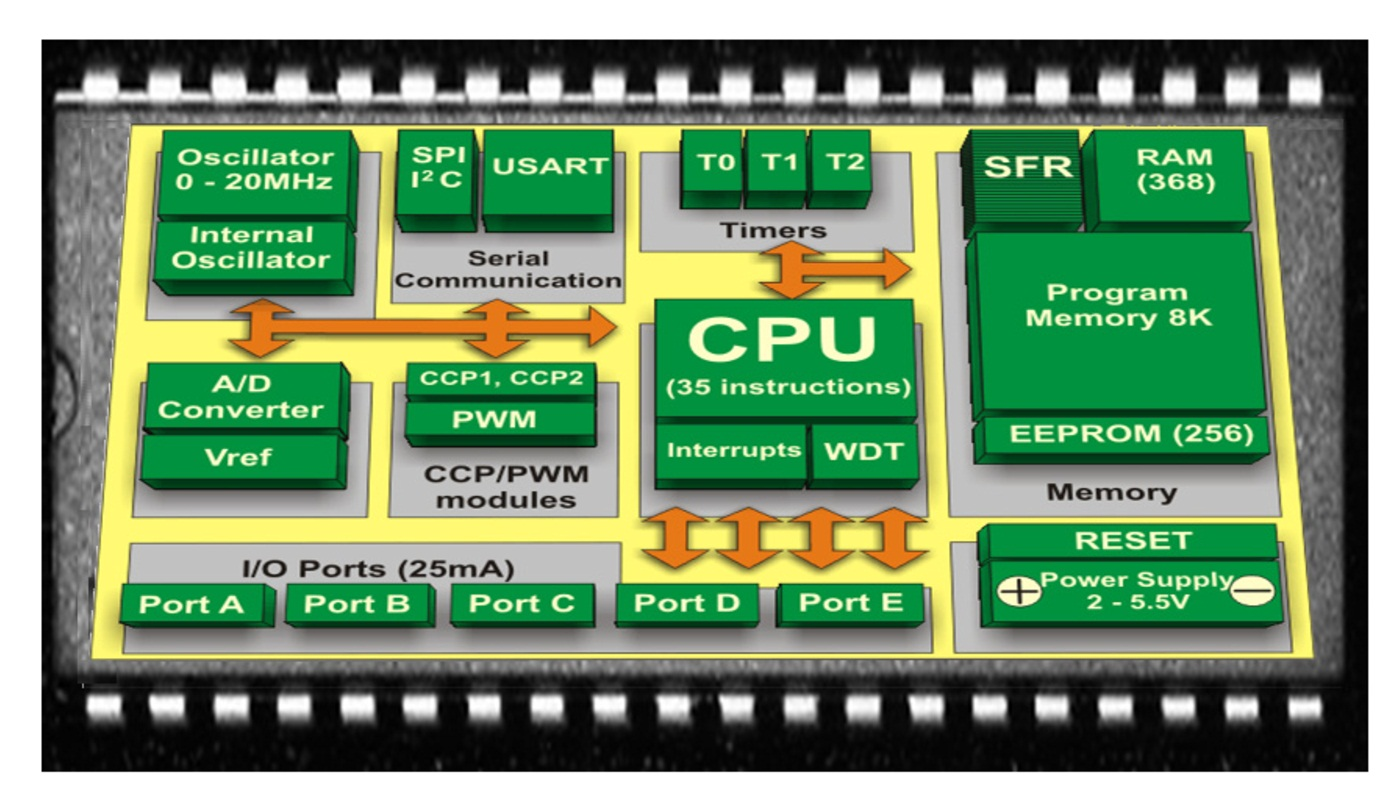 Oscillator
0 - 20MHz
Internal
Oscillator
SPI
I² C
USART
Serial
Communication
T0
T1
T2
Timers
SFR
RAM
(368)
Program
Memory 8K
EEPROM (256)
Memory
A/D
Converter
Vref
CCP1, CCP2
PWM
CCP/PWM
modules
CPU
(35 instructions)
Interrupts
WDT
I/O Ports (25mA)
Port A
Port B
Port C
Port D
Port E
RESET
+
Power Supply
2 - 5.5V
−